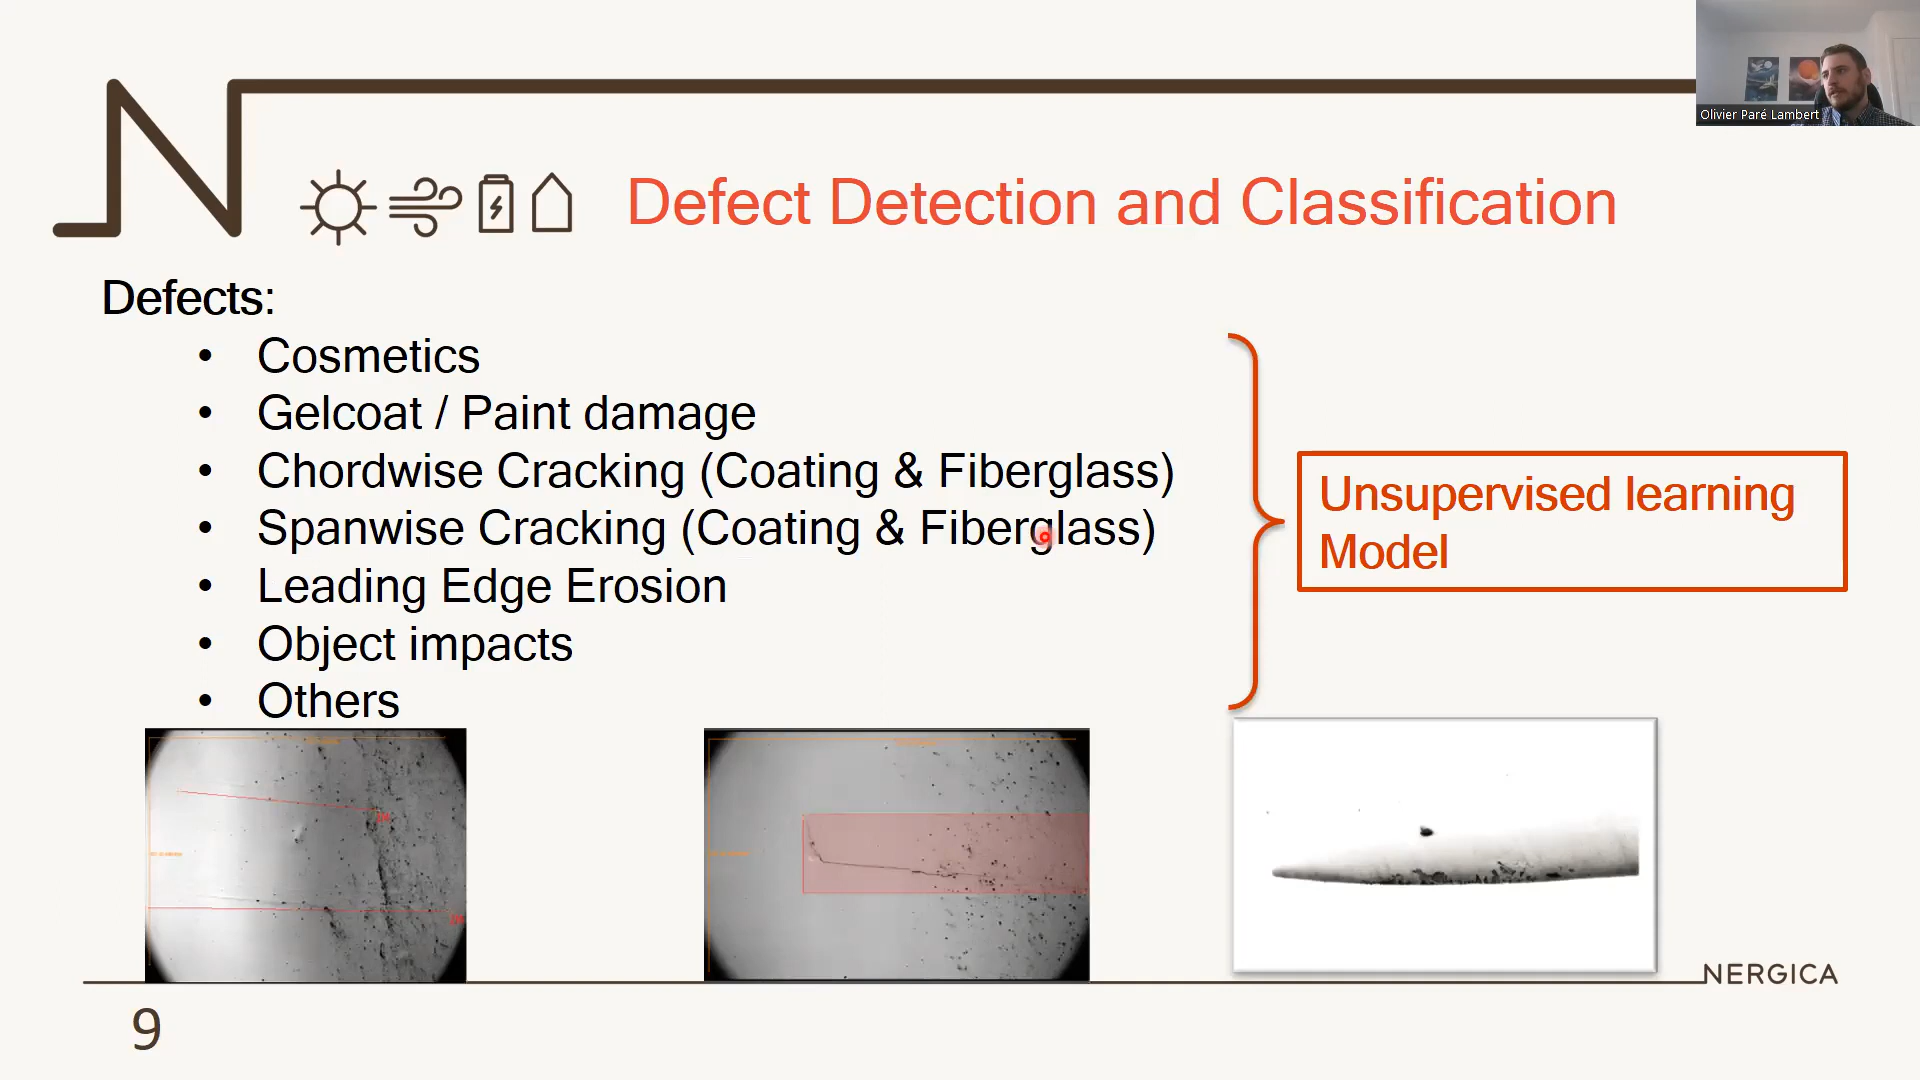 Olivier Paré Lambert
Defect Detection and Classification
Defects:
• Cosmetics
• Gelcoat / Paint damage
• Chordwise Cracking (Coating & Fiberglass)
• Spanwise Cracking (Coating & Fiberglass)
• Leading Edge Erosion
• Object impacts
• Others
Unsupervised learning
Model
NERGICA
9